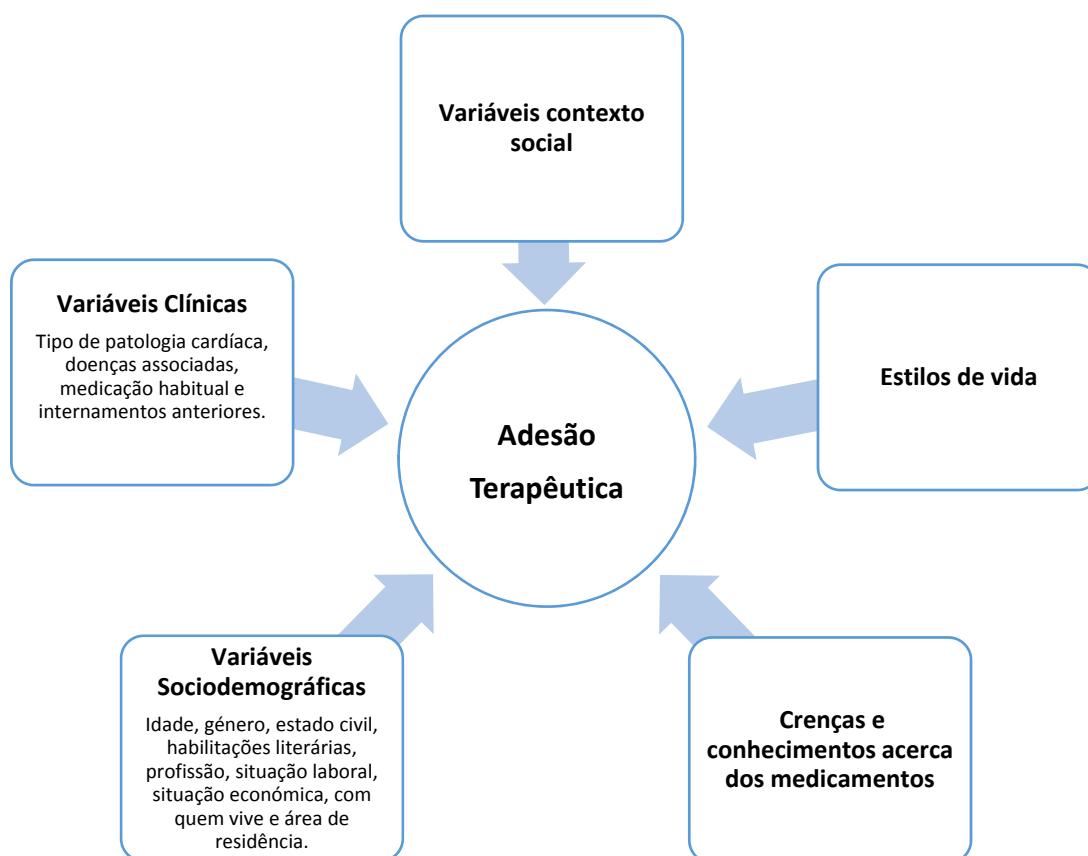 Variáveis contexto
social
Variáveis Clínicas
Tipo de patologia cardíaca,
doenças associadas,
medicação habitual e
internamentos anteriores.
Estilos de vida
Adesão
Terapêutica
Variáveis
Sociodemográficas
Idade, género, estado civil,
habilitações literárias,
profissão, situação laboral,
situação económica, com
quem vive e área de
residência.
Crenças e
conhecimentos acerca
dos medicamentos